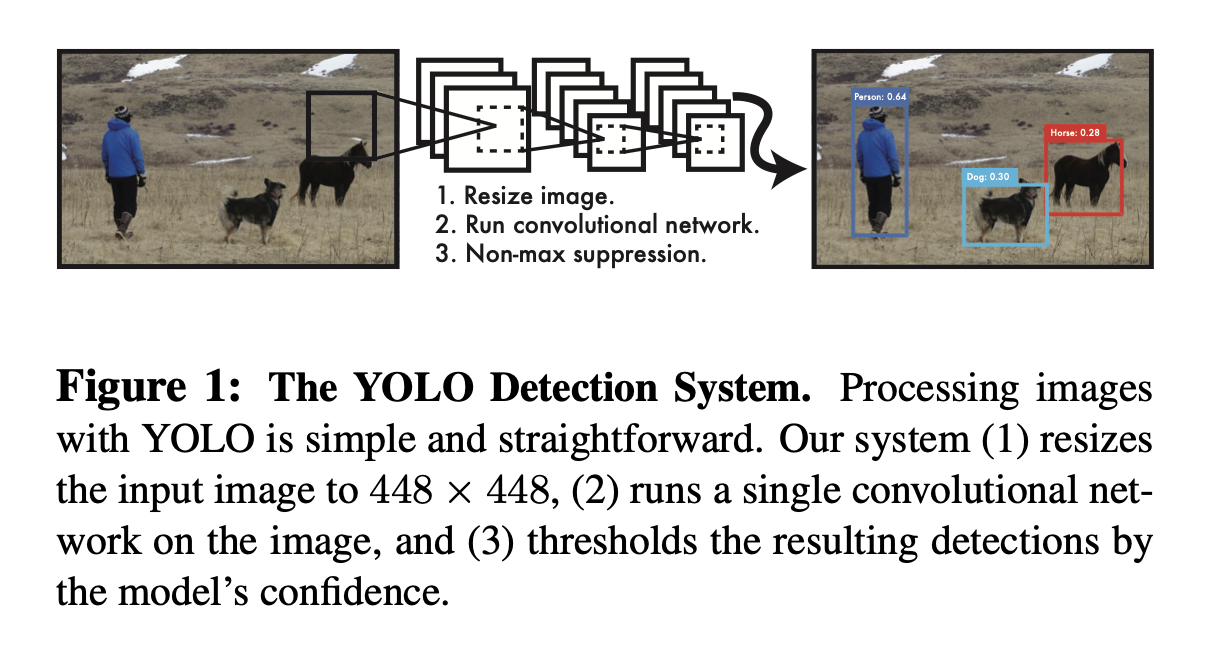 Person: 0.64
Horse: 0.28
Dog: 0.30
1. Resize image.
2. Run convolutional network.
3. Non-max suppression.
Figure 1: The YOLO Detection System. Processing images
with YOLO is simple and straightforward. Our system (1) resizes
the input image to 448 × 448, (2) runs a single convolutional net-
work on the image, and (3) thresholds the resulting detections by
the model’s confidence.